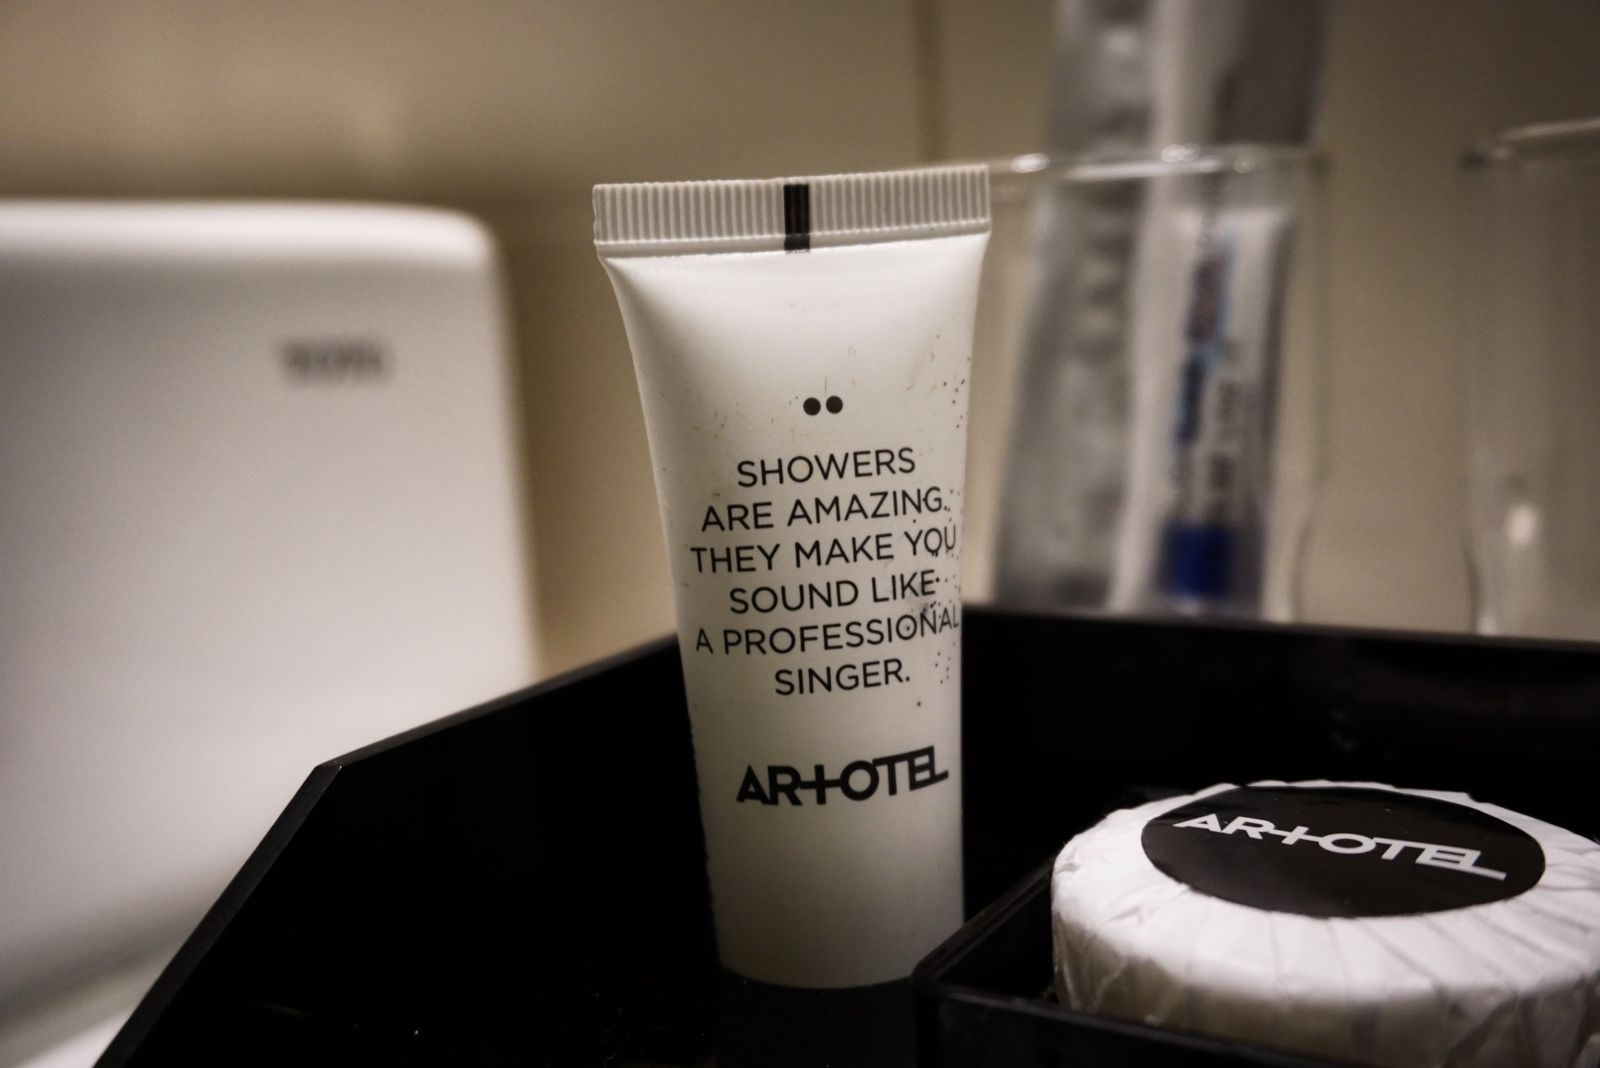 SHOWERS
ARE AMAZING.
THEY MAKE YOU
SOUND LIKE
A PROFESSIONAL
SINGER.
ARTOTEL
ARTOTEL